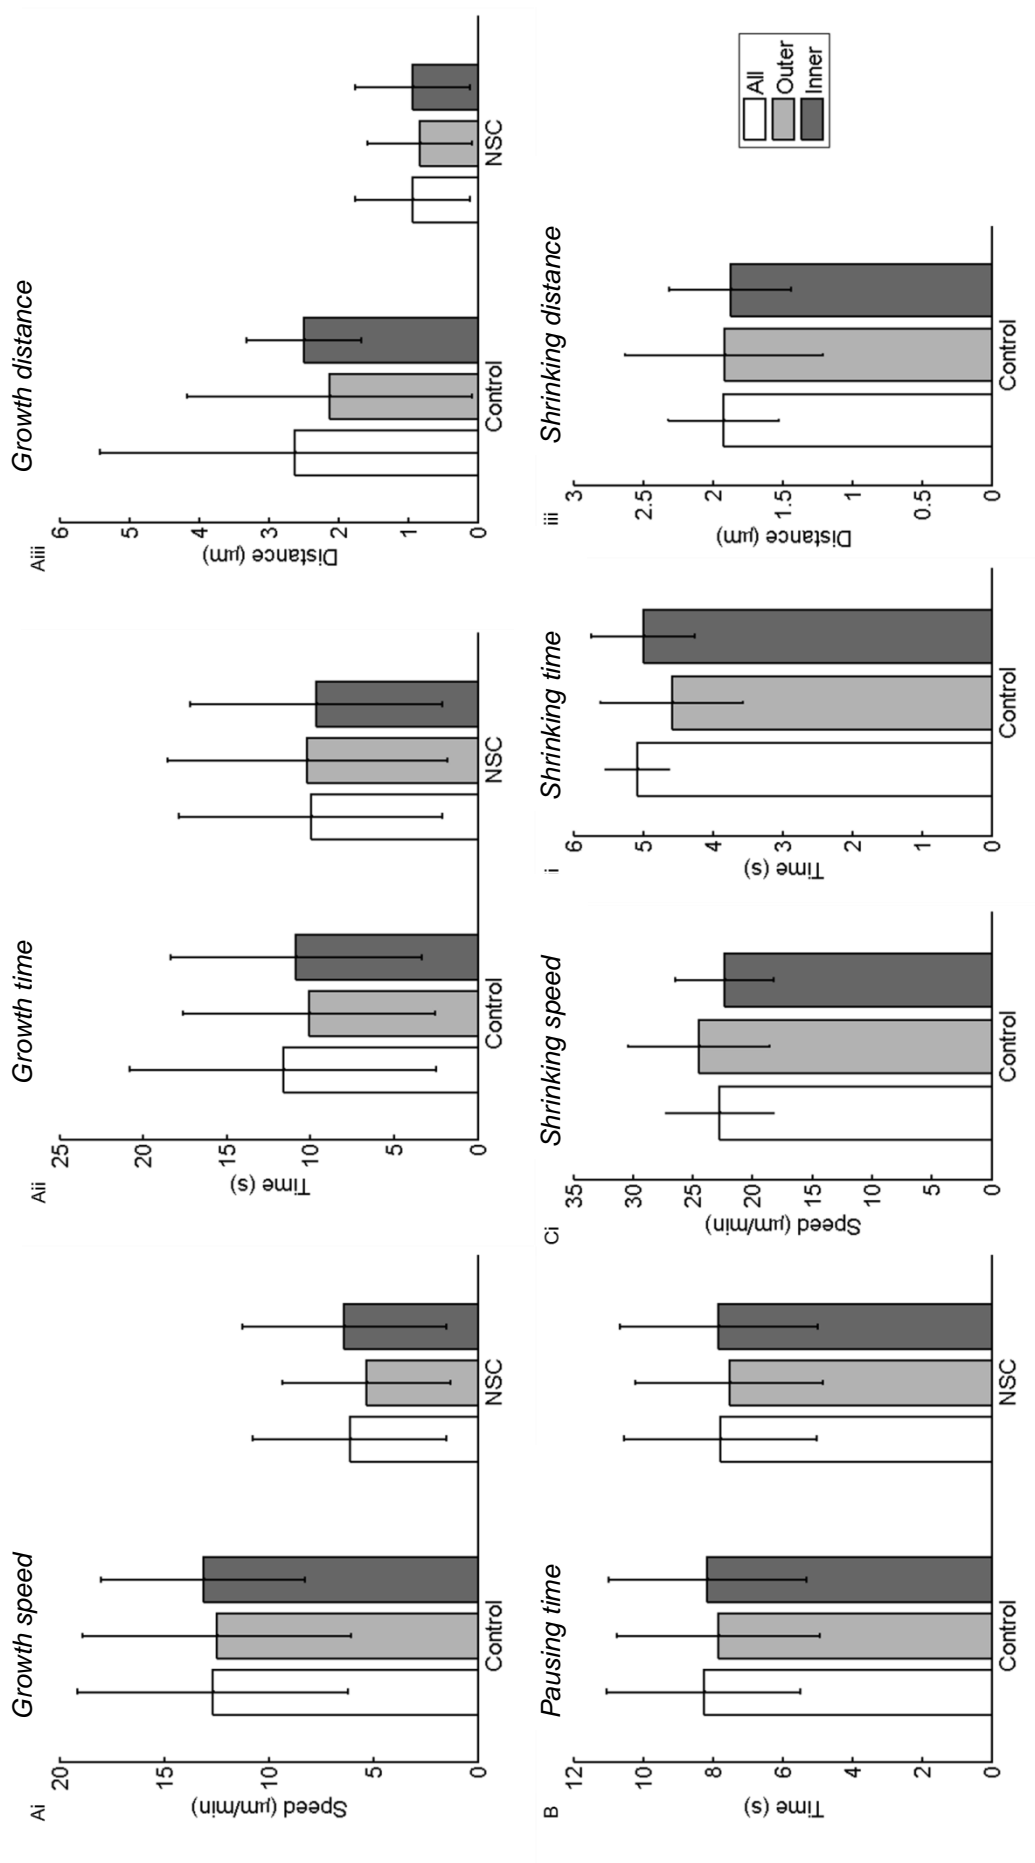 Ai
Growth speed
Speed (μm/min)
20
15
10
5
0
Control
NSC
Aii
Growth time
Time (s)
25
20
15
10
5
0
Control
NSC
Aiii
Growth distance
Distance (μm)
6
5
4
3
2
1
0
Control
NSC
B
Pausing time
Time (s)
12
10
8
6
4
2
0
Control
NSC
Ci
Shrinking speed
Speed (μm/min)
35
30
25
20
15
10
5
0
Control
i
Shrinking time
Time (s)
6
5
4
3
2
1
0
Control
iii
Shrinking distance
Distance (μm)
3
2.5
2
1.5
1
0.5
0
Control
All
Outer
Inner